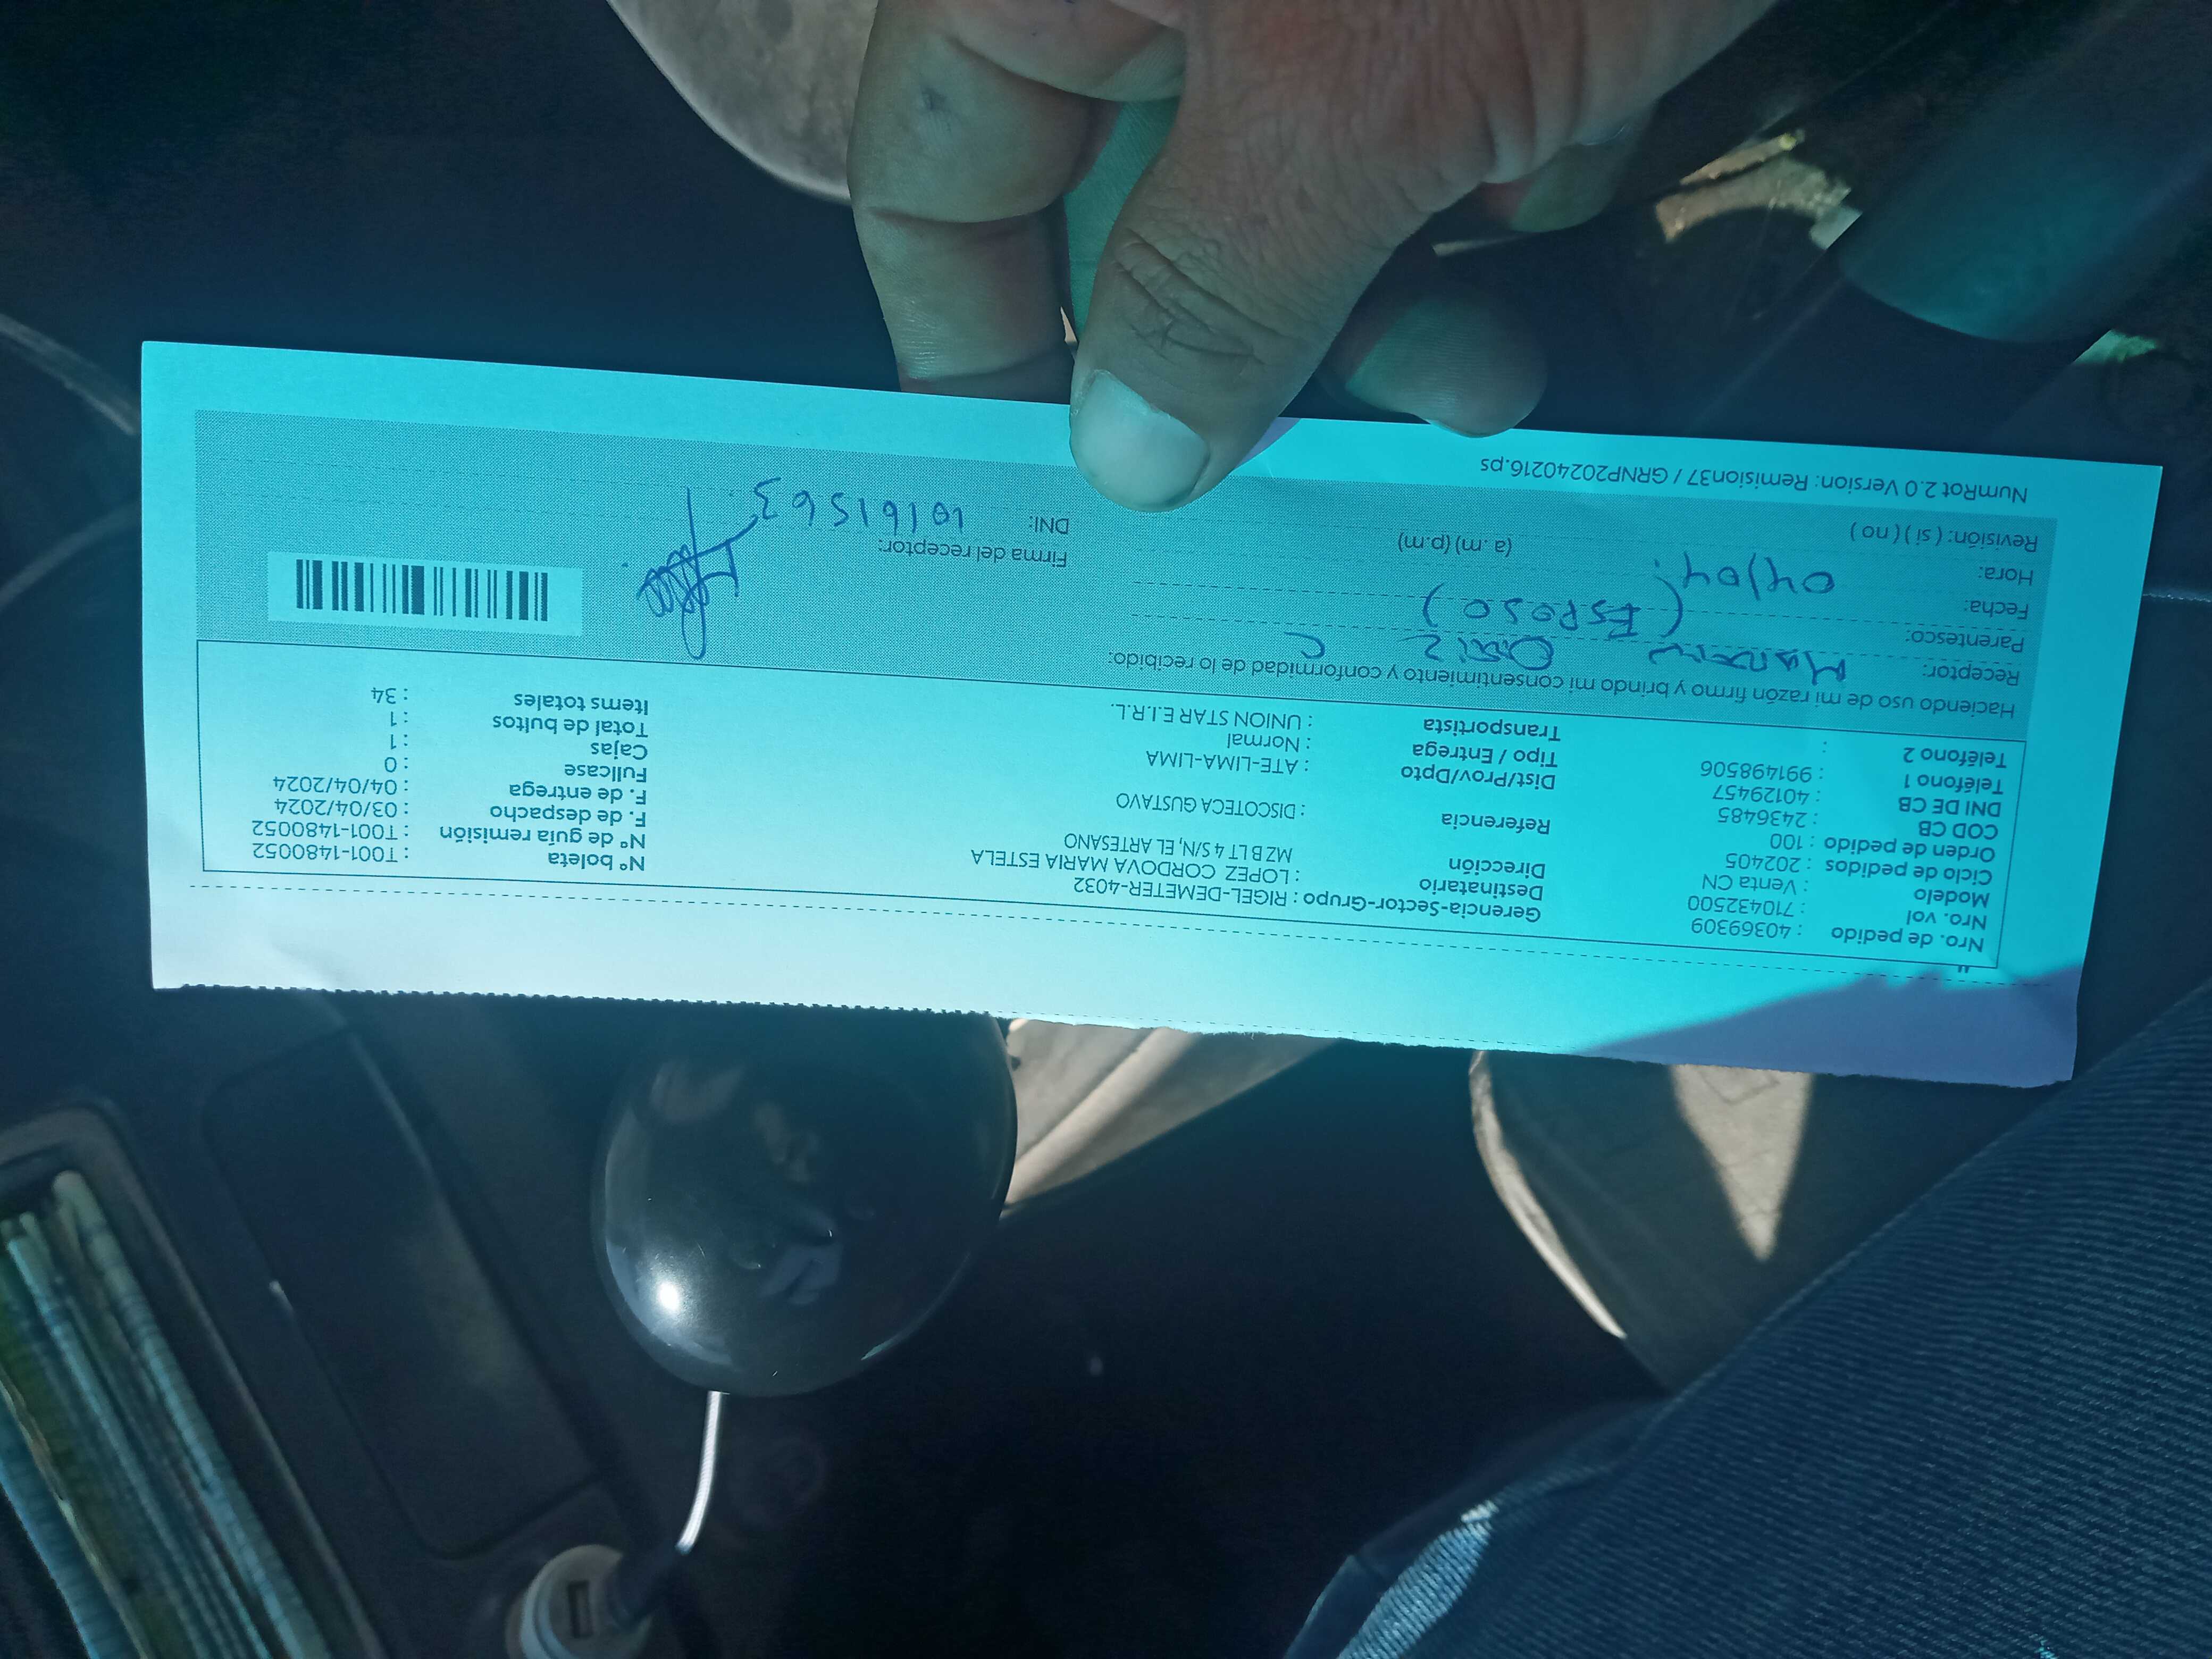 Nro. de pedido : 40369309
Nro. vol : 710432500
Modelo : Venta CN
Ciclo de pedidos : 202405
Orden de pedido : 100
COD CB : 2436485
DNI DE CB : 40129457
Teléfono 1 : 991498506
Teléfono 2 :
Gerencia-Sector-Grupo : RIGEL-DEMETER-4032
Destinatario : LOPEZ CORDOVA MARIA ESTELA
Dirección MZ B LT 4 S/N, EL ARTESANO
Referencia : DISCOTECA GUSTAVO
Dist/Prov/Dpto : ATE-LIMA-LIMA
Tipo / Entrega : Normal
Transportista : UNION STAR E.I.R.L.
N° boleta : T001-1480052
N° de guía remisión : T001-1480052
F. de despacho : 03/04/2024
F. de entrega : 04/04/2024
Fullcase : 0
Cajas : 1
Total de bultos : 1
Items totales : 34
Haciendo uso de mi razón firmo y brindo mi consentimiento y conformidad de lo recibido:
Receptor: Ortiz C
Parentesco: (ESPOSO)
Fecha: 04/04
Hora: (a. m) (p.m)
Revisión: ( si ) ( no )
Firma del receptor:
DNI: 10161563
NumRot 2.0 Version: Remision37 / GRNP20240216.ps